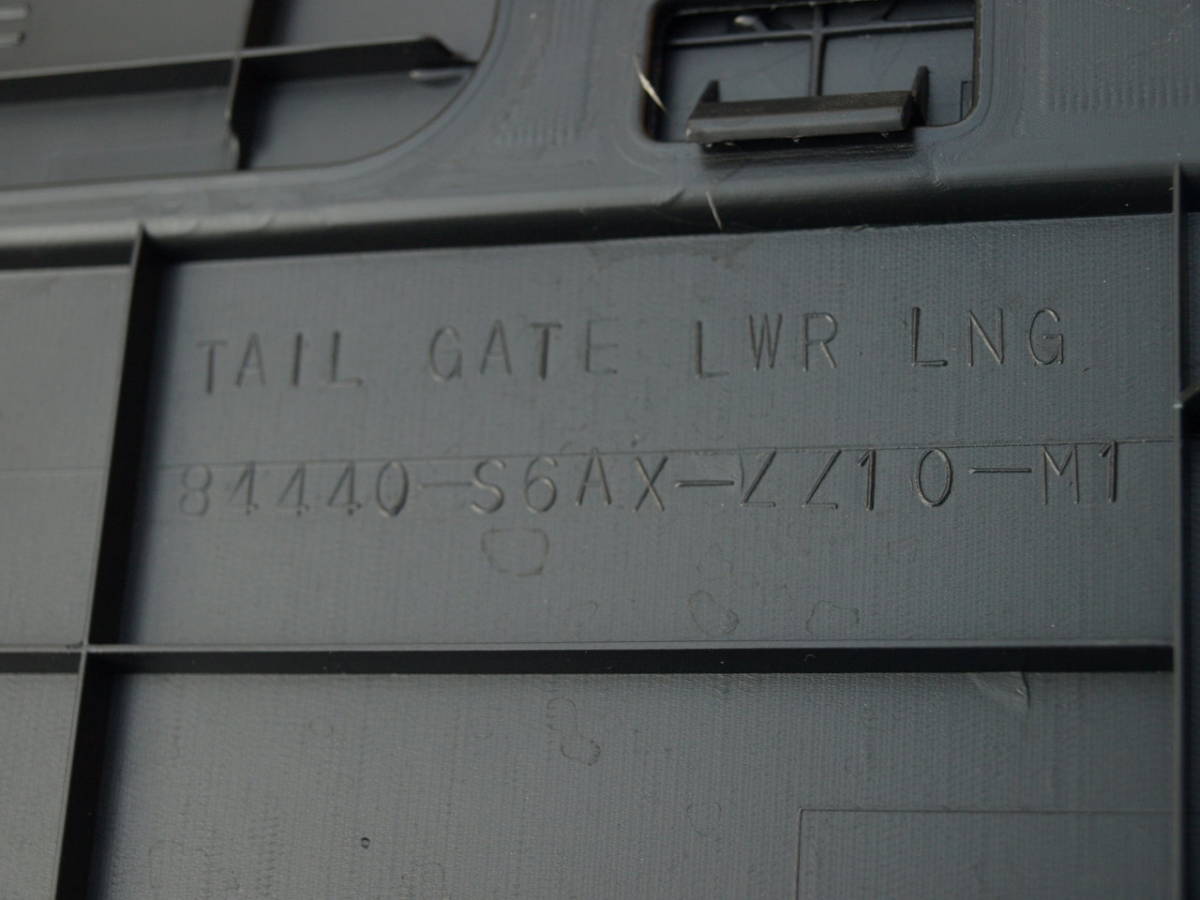 TAIL GATE LWR LNG
84440-S6AX-ZZ10-M1